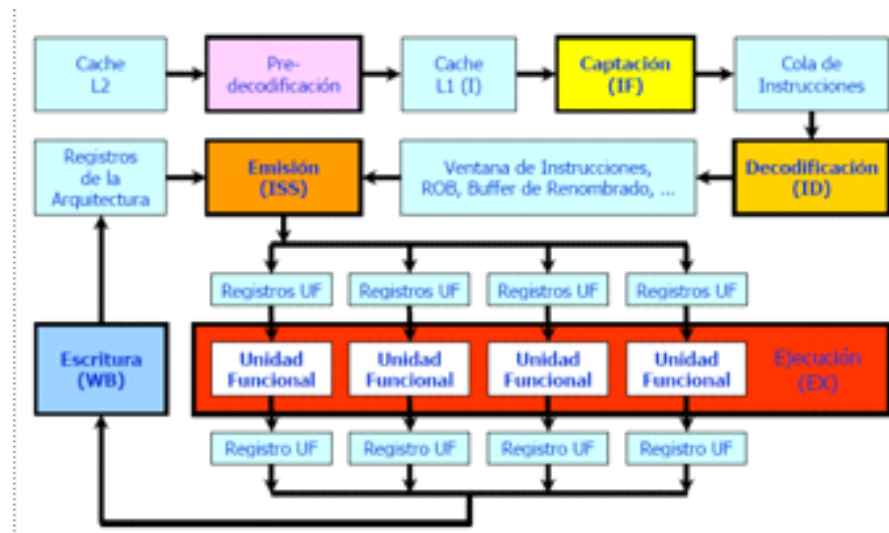 Cache
L2
Pre-
decodificación
Cache
L1 (I)
Captación
(IF)
Cola de
Instrucciones
Registros
de la
Arquitectura
Emisión
(ISS)
Ventana de Instrucciones,
ROB, Buffer de Renombrado, ...
Decodificación
(ID)
Registros UF
Registros UF
Registros UF
Registros UF
Escritura
(WB)
Unidad
Funcional
Unidad
Funcional
Unidad
Funcional
Unidad
Funcional
Ejecución
(EX)
Registro UF
Registro UF
Registro UF
Registro UF